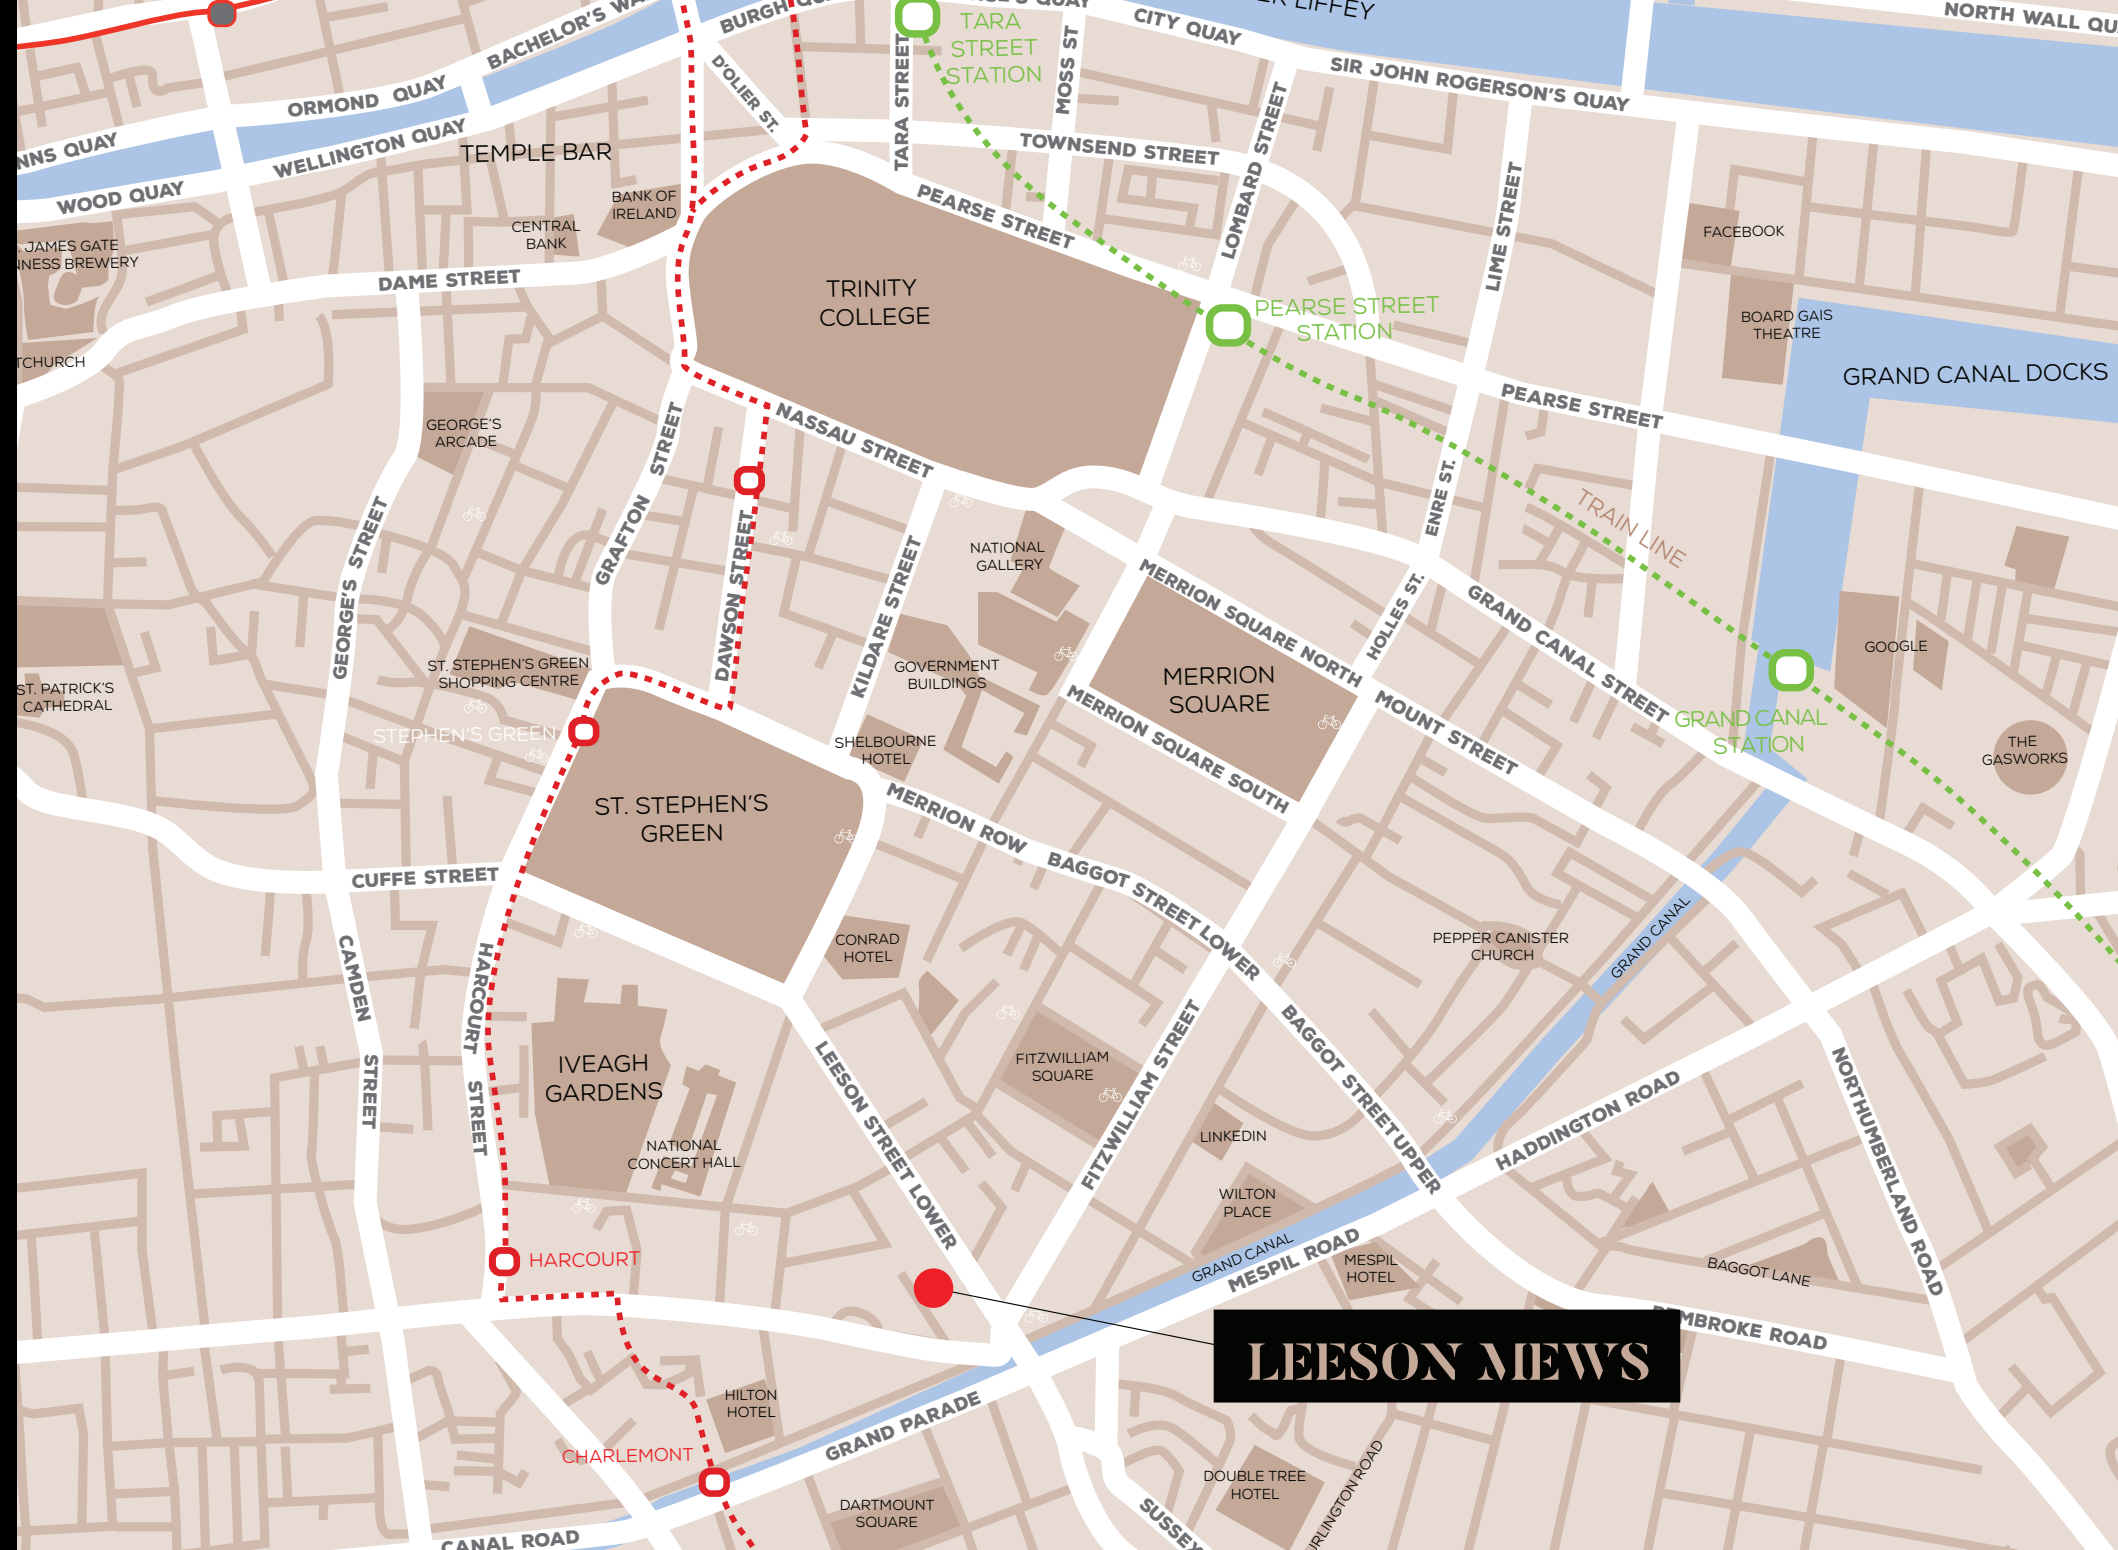 BACHELOR'S
BURGH
TARA
STREET
STATION
CITY QUAY
LIFFEY
NORTH WALL
ORMOND QUAY
D'OLIER ST.
TARA STREET
MOSS ST
SIR JOHN ROGERSON'S QUAY
QUAY
WELLINGTON QUAY
TEMPLE BAR
TOWNSEND STREET
LOMBARD STREET
WOOD QUAY
BANK OF
IRELAND
PEARSE STREET
LIME STREET
CENTRAL
BANK
FACEBOOK
JAMES GATE
BREWERY
DAME STREET
TRINITY
COLLEGE
PEARSE STREET
STATION
BOARD GAIS
THEATRE
TCHURCH
GRAND CANAL DOCKS
GEORGE'S
ARCADE
NASSAU STREET
PEARSE STREET
GRAFTON STREET
GEORGE'S STREET
DAWSON STREET
KILDARE STREET
NATIONAL
GALLERY
ENRE ST.
TRAIN LINE
MERRION SQUARE NORTH
HOLLES ST.
GRAND CANAL STREET
GOOGLE
ST. STEPHEN'S GREEN
SHOPPING CENTRE
GOVERNMENT
BUILDINGS
MERRION
SQUARE
ST. PATRICK'S
CATHEDRAL
MERRION SQUARE SOUTH
MOUNT STREET
GRAND CANAL
STATION
STEPHEN'S GREEN
SHELBOURNE
HOTEL
THE
GASWORKS
ST. STEPHEN'S
GREEN
MERRION ROW
BAGGOT STREET LOWER
CUFFE STREET
CONRAD
HOTEL
PEPPER CANISTER
CHURCH
GRAND CANAL
CAMDEN STREET
HARCOURT STREET
IVEAGH
GARDENS
LEESON STREET LOWER
FITZWILLIAM
SQUARE
FITZWILLIAM STREET
BAGGOT STREET UPPER
HADDINGTON ROAD
NORTHUMBERLAND ROAD
LINKEDIN
NATIONAL
CONCERT HALL
WILTON
PLACE
GRAND CANAL
MESPIL ROAD
MESPIL
HOTEL
BAGGOT LANE
HARCOURT
MBROKE ROAD
LEESON MEWS
HILTON
HOTEL
GRAND PARADE
CHARLEMONT
DOUBLE TREE
HOTEL
RLINGTON ROAD
DARTMOUNT
SQUARE
SUSSEX
CANAL ROAD